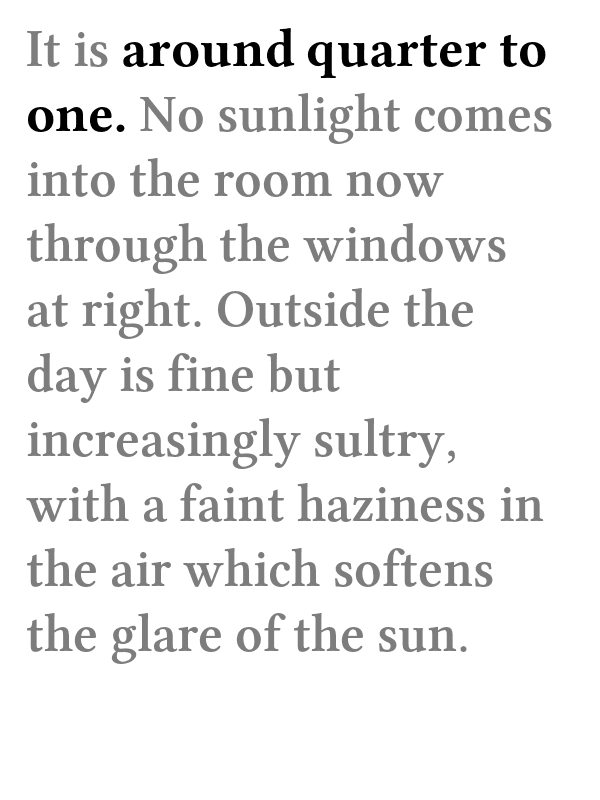 It is around quarter to
one. No sunlight comes
into the room now
through the windows
at right. Outside the
day is fine but
increasingly sultry,
with a faint haziness in
the air which softens
the glare of the sun.